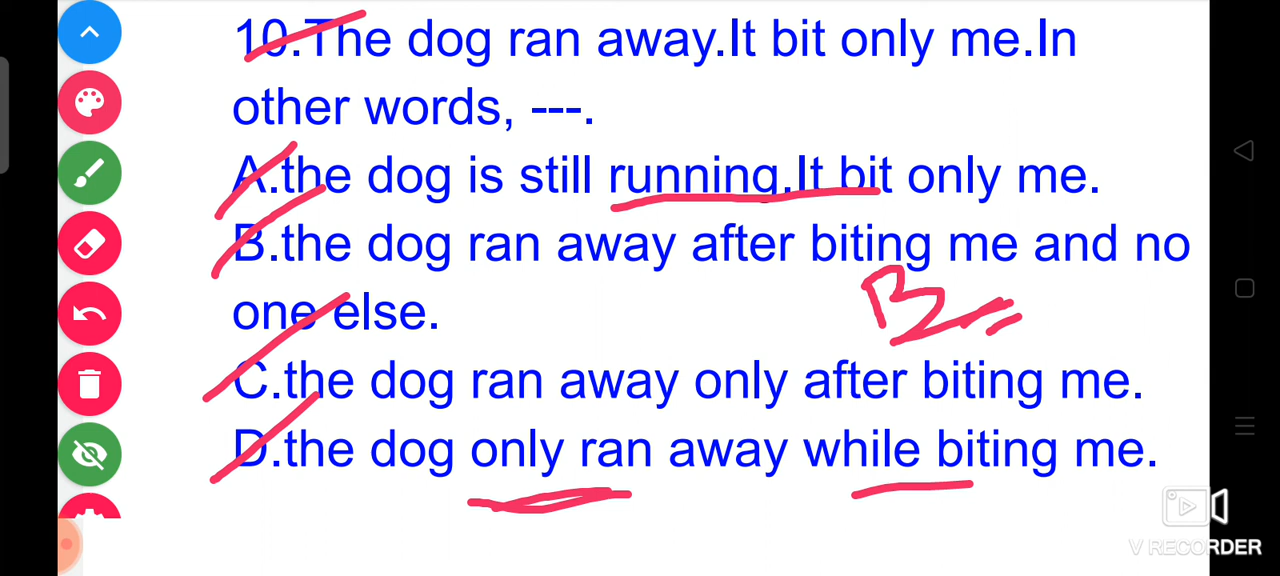 10.The dog ran away.It bit only me.In
other words, ---.
A.the dog is still running.It bit only me.
B.the dog ran away after biting me and no
one else.
B
C.the dog ran away only after biting me.
D.the dog only ran away while biting me.
V RECORDER